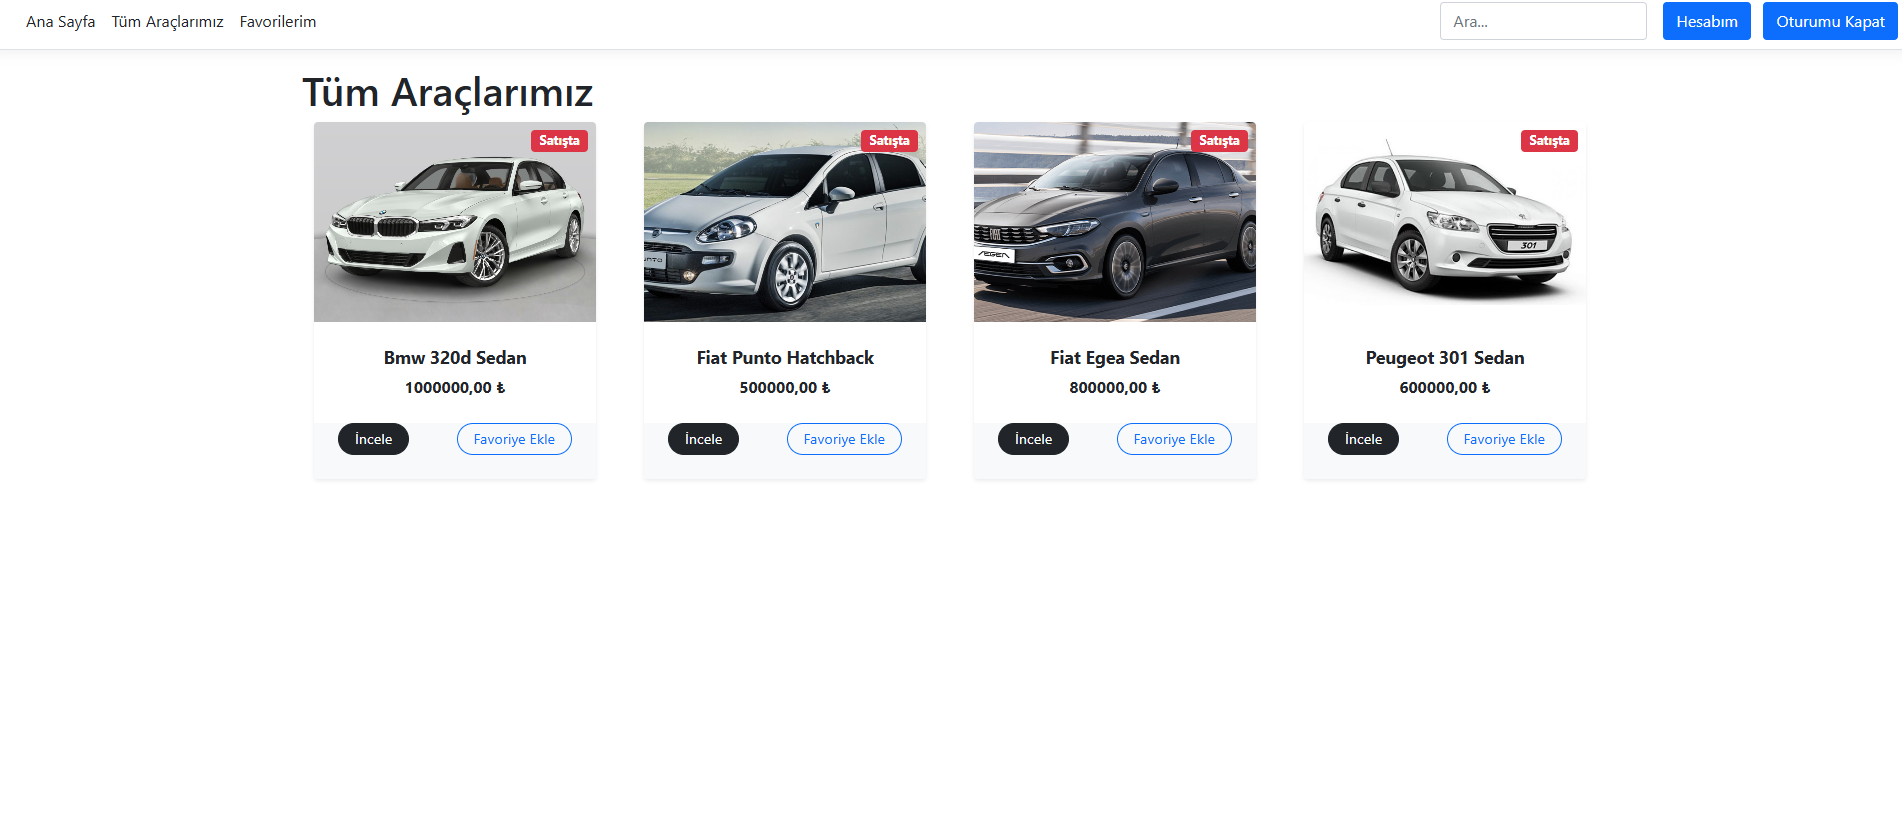 Ana Sayfa Tüm Araçlarımız Favorilerim Ara... Hesabım Oturumu Kapat
Tüm Araçlarımız
Satışta Satışta Satışta Satışta
PUNTO
EGEA
301
Bmw 320d Sedan Fiat Punto Hatchback Fiat Egea Sedan Peugeot 301 Sedan
1000000,00 ₺ 500000,00 ₺ 800000,00 ₺ 600000,00 ₺
İncele Favoriye Ekle İncele Favoriye Ekle İncele Favoriye Ekle İncele Favoriye Ekle